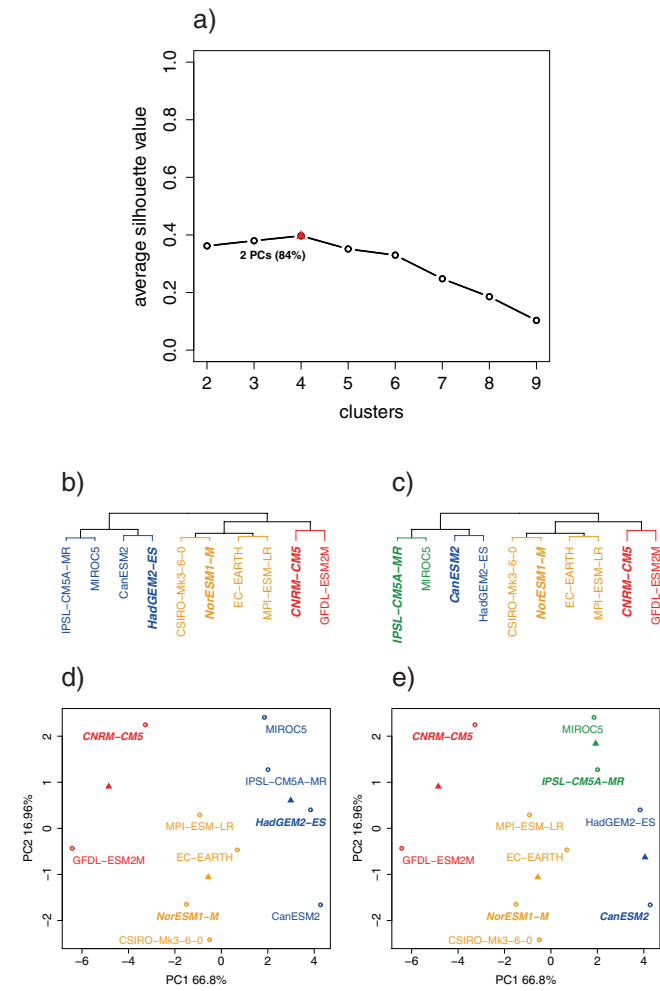 a)
average silhouette value
1.0
0.8
0.6
0.4
0.2
0.0
2 PCs (84%)
2 3 4 5 6 7 8 9
clusters
b)
IPSL−CM5A−MR
MIROC5
CanESM2
HadGEM2−ES
CSIRO−Mk3−6−0
NorESM1−M
EC−EARTH
MPI−ESM−LR
CNRM−CM5
GFDL−ESM2M
c)
IPSL−CM5A−MR
MIROC5
CanESM2
HadGEM2−ES
CSIRO−Mk3−6−0
NorESM1−M
EC−EARTH
MPI−ESM−LR
CNRM−CM5
GFDL−ESM2M
d)
PC2 16.96%
2
1
0
−1
−2
CNRM−CM5
MIROC5
IPSL−CM5A−MR
HadGEM2−ES
MPI−ESM−LR
EC−EARTH
GFDL−ESM2M
NorESM1−M
CanESM2
CSIRO−Mk3−6−0
−6 −4 −2 0 2 4
PC1 66.8%
e)
PC2 16.96%
2
1
0
−1
−2
CNRM−CM5
MIROC5
IPSL−CM5A−MR
HadGEM2−ES
MPI−ESM−LR
EC−EARTH
GFDL−ESM2M
NorESM1−M
CanESM2
CSIRO−Mk3−6−0
−6 −4 −2 0 2 4
PC1 66.8%